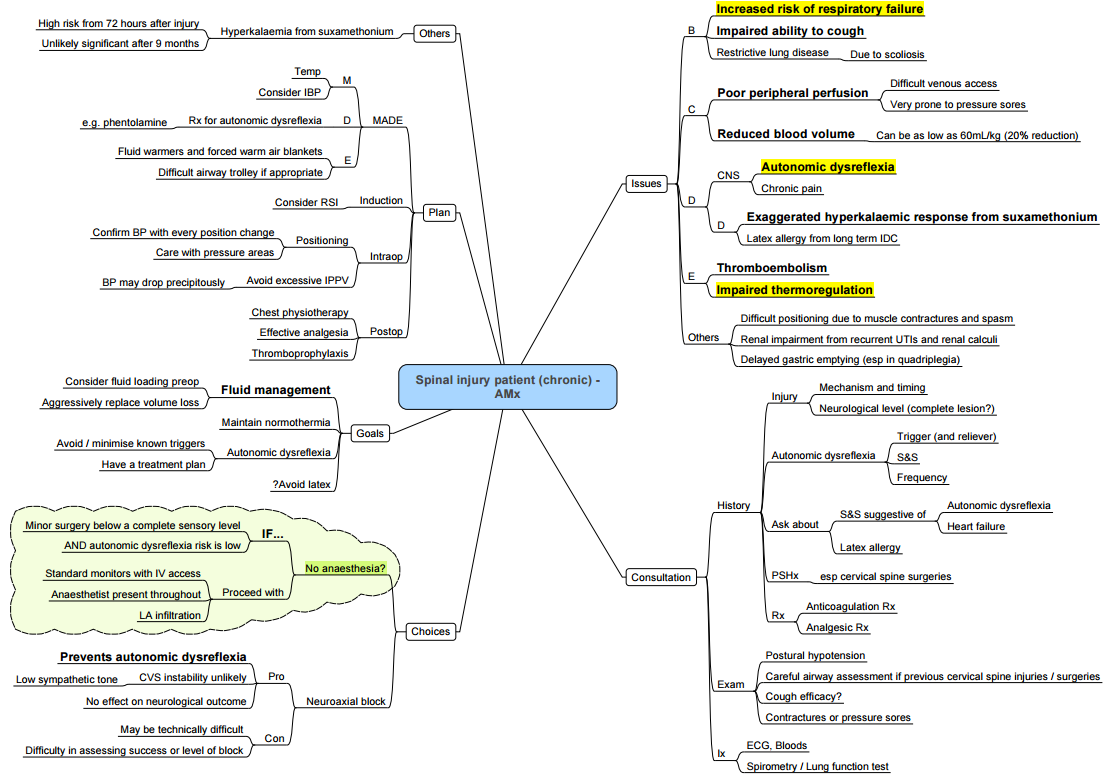 Spinal injury patient (chronic) -
AMx
Issues
B
Increased risk of respiratory failure
Impaired ability to cough
Restrictive lung disease
Due to scoliosis
C
Poor peripheral perfusion
Difficult venous access
Very prone to pressure sores
Reduced blood volume
Can be as low as 60mL/kg (20% reduction)
D
CNS
Autonomic dysreflexia
Chronic pain
D
Exaggerated hyperkalaemic response from suxamethonium
Latex allergy from long term IDC
E
Thromboembolism
Impaired thermoregulation
Others
Difficult positioning due to muscle contractures and spasm
Renal impairment from recurrent UTIs and renal calculi
Delayed gastric emptying (esp in quadriplegia)
Consultation
History
Injury
Mechanism and timing
Neurological level (complete lesion?)
Autonomic dysreflexia
Trigger (and reliever)
S&S
Frequency
Ask about
S&S suggestive of
Autonomic dysreflexia
Heart failure
Latex allergy
PSHx
esp cervical spine surgeries
Rx
Anticoagulation Rx
Analgesic Rx
Exam
Postural hypotension
Careful airway assessment if previous cervical spine injuries / surgeries
Cough efficacy?
Contractures or pressure sores
Ix
ECG, Bloods
Spirometry / Lung function test
Others
Hyperkalaemia from suxamethonium
High risk from 72 hours after injury
Unlikely significant after 9 months
Plan
MADE
M
Temp
Consider IBP
D
Rx for autonomic dysreflexia
e.g. phentolamine
E
Fluid warmers and forced warm air blankets
Difficult airway trolley if appropriate
Induction
Consider RSI
Intraop
Positioning
Confirm BP with every position change
Care with pressure areas
Avoid excessive IPPV
BP may drop precipitously
Postop
Chest physiotherapy
Effective analgesia
Thromboprophylaxis
Goals
Fluid management
Consider fluid loading preop
Aggressively replace volume loss
Maintain normothermia
Autonomic dysreflexia
Avoid / minimise known triggers
Have a treatment plan
?Avoid latex
Choices
No anaesthesia?
IF...
Minor surgery below a complete sensory level
AND autonomic dysreflexia risk is low
Proceed with
Standard monitors with IV access
Anaesthetist present throughout
LA infiltration
Neuroaxial block
Pro
Prevents autonomic dysreflexia
CVS instability unlikely
Low sympathetic tone
No effect on neurological outcome
Con
May be technically difficult
Difficulty in assessing success or level of block